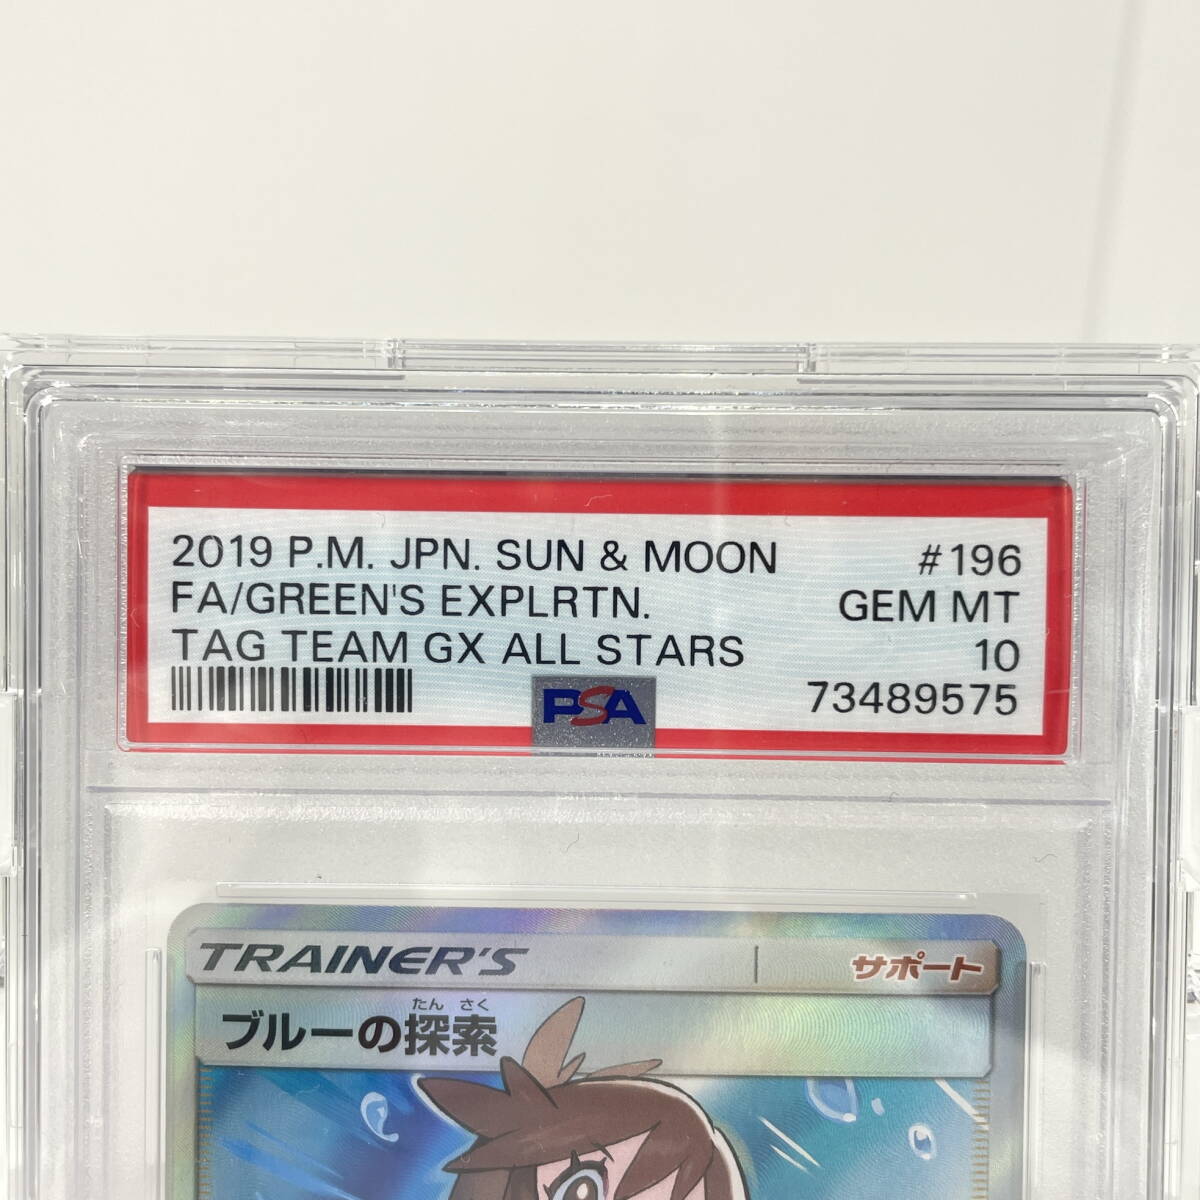 2019 P.M. JPN. SUN & MOON #196
FA/GREEN'S EXPLRTN. GEM MT
TAG TEAM GX ALL STARS 10
PSA 73489575
TRAINER'S サポート
たん さく
ブルーの探索